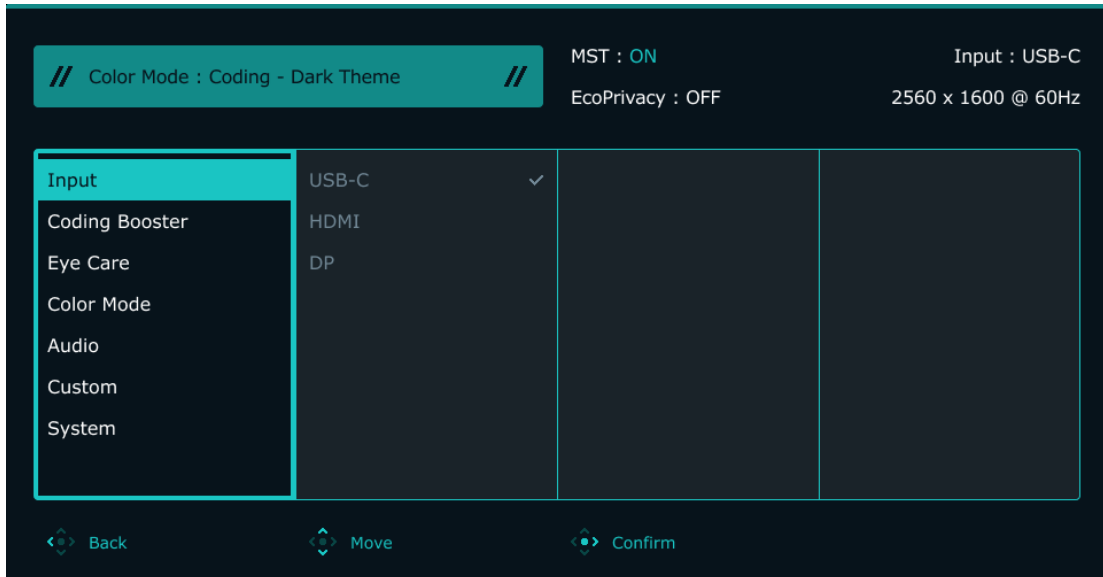 // Color Mode : Coding - Dark Theme //
MST : ON
Input : USB-C
EcoPrivacy : OFF
2560 x 1600 @ 60Hz
Input
USB-C
Coding Booster
HDMI
Eye Care
DP
Color Mode
Audio
Custom
System
Back
Move
Confirm